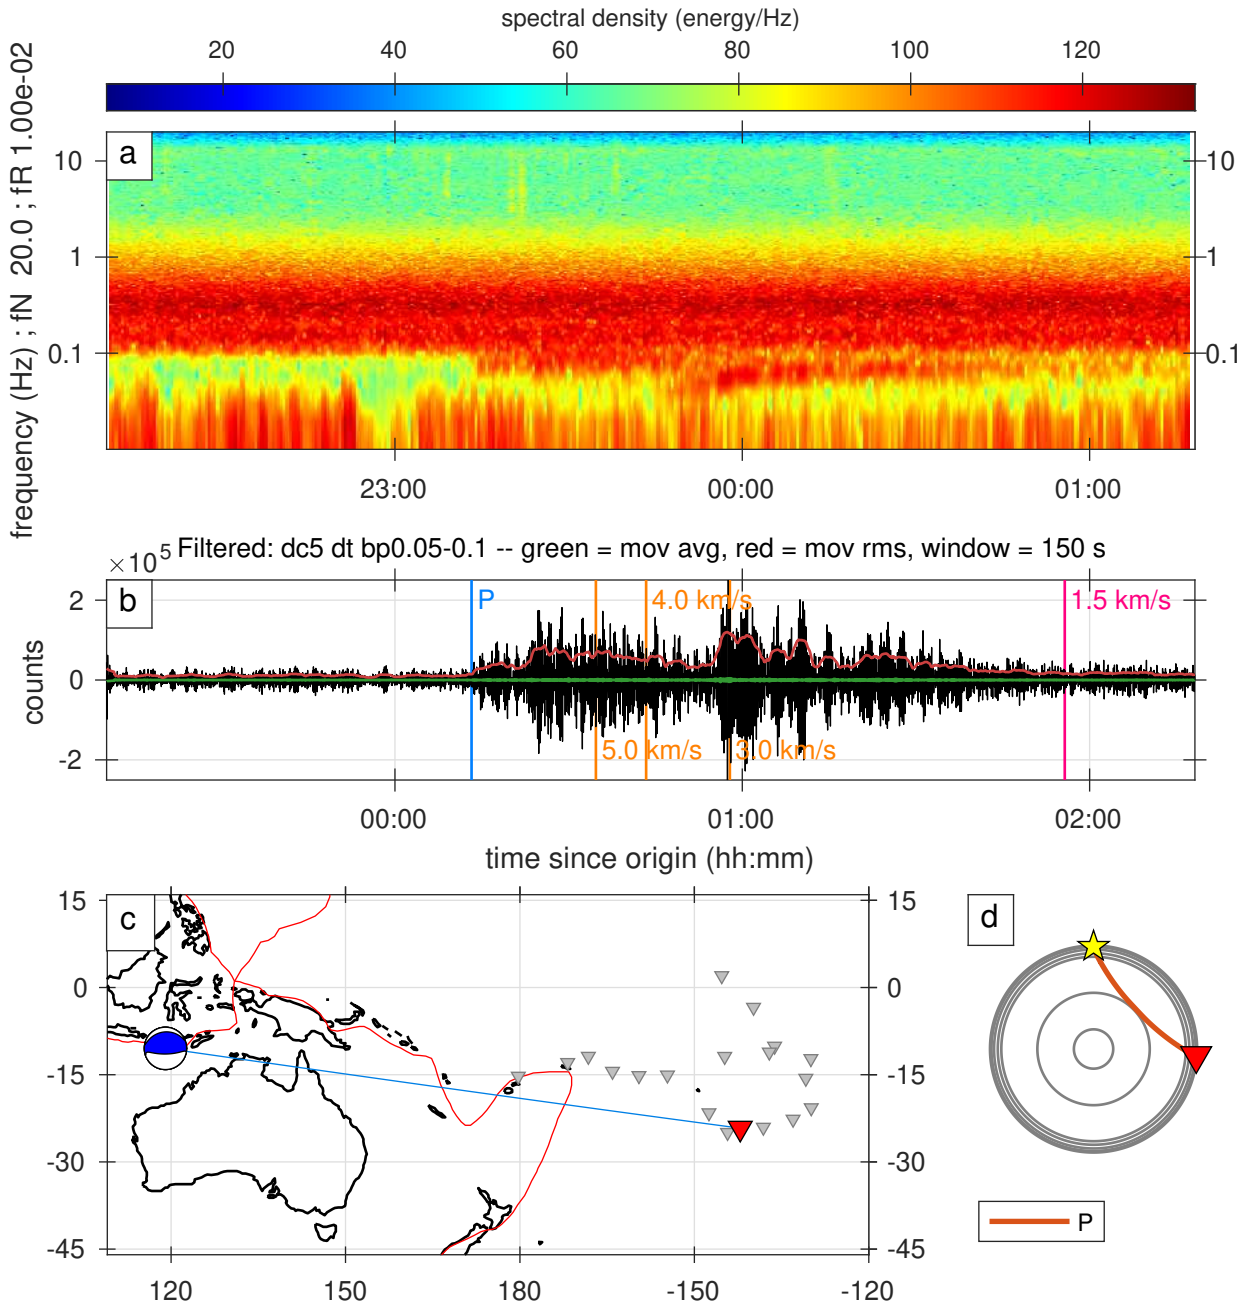 spectral density (energy/Hz)
20 40 60 80 100 120
frequency (Hz) ; fN 20.0 ; fR 1.00e-02
a
10 10
1 1
0.1 0.1
23:00 00:00 01:00
×10^5 Filtered: dc5 dt bp0.05-0.1 -- green = mov avg, red = mov rms, window = 150 s
b
counts
2
0
-2
P 4.0 km/s 1.5 km/s
5.0 km/s 3.0 km/s
00:00 01:00 02:00
time since origin (hh:mm)
c
15 15
0 0
-15 -15
-30 -30
-45 -45
120 150 180 -150 -120
d
P